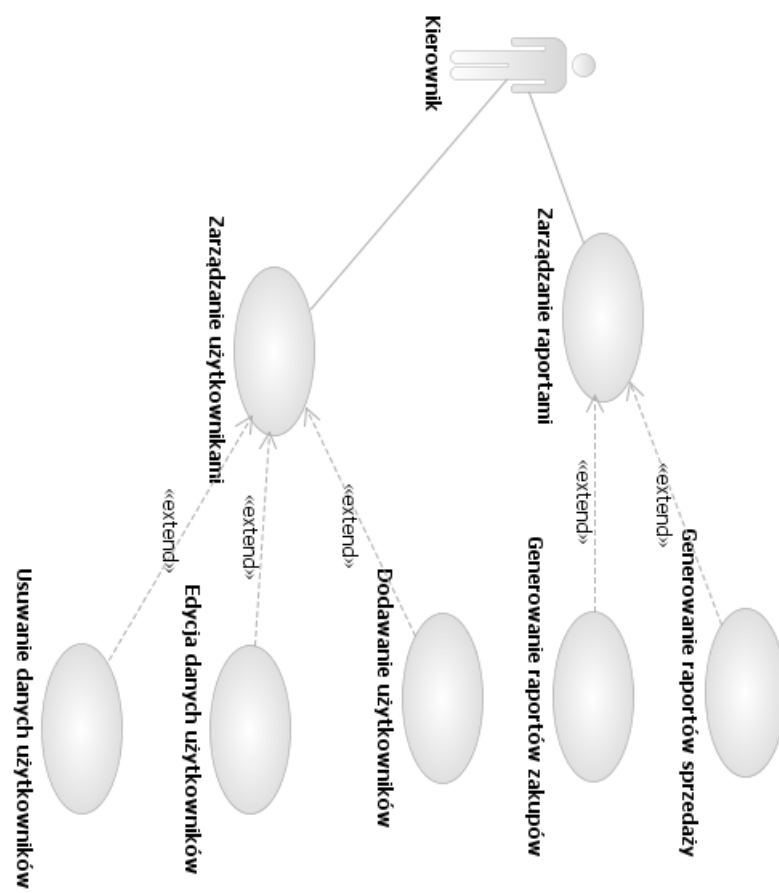 Kierownik
Zarządzanie raportami
Zarządzanie użytkownikami
«extend»
«extend»
«extend»
«extend»
«extend»
Generowanie raportów sprzedaży
Generowanie raportów zakupów
Dodawanie użytkowników
Edycja danych użytkowników
Usuwanie danych użytkowników